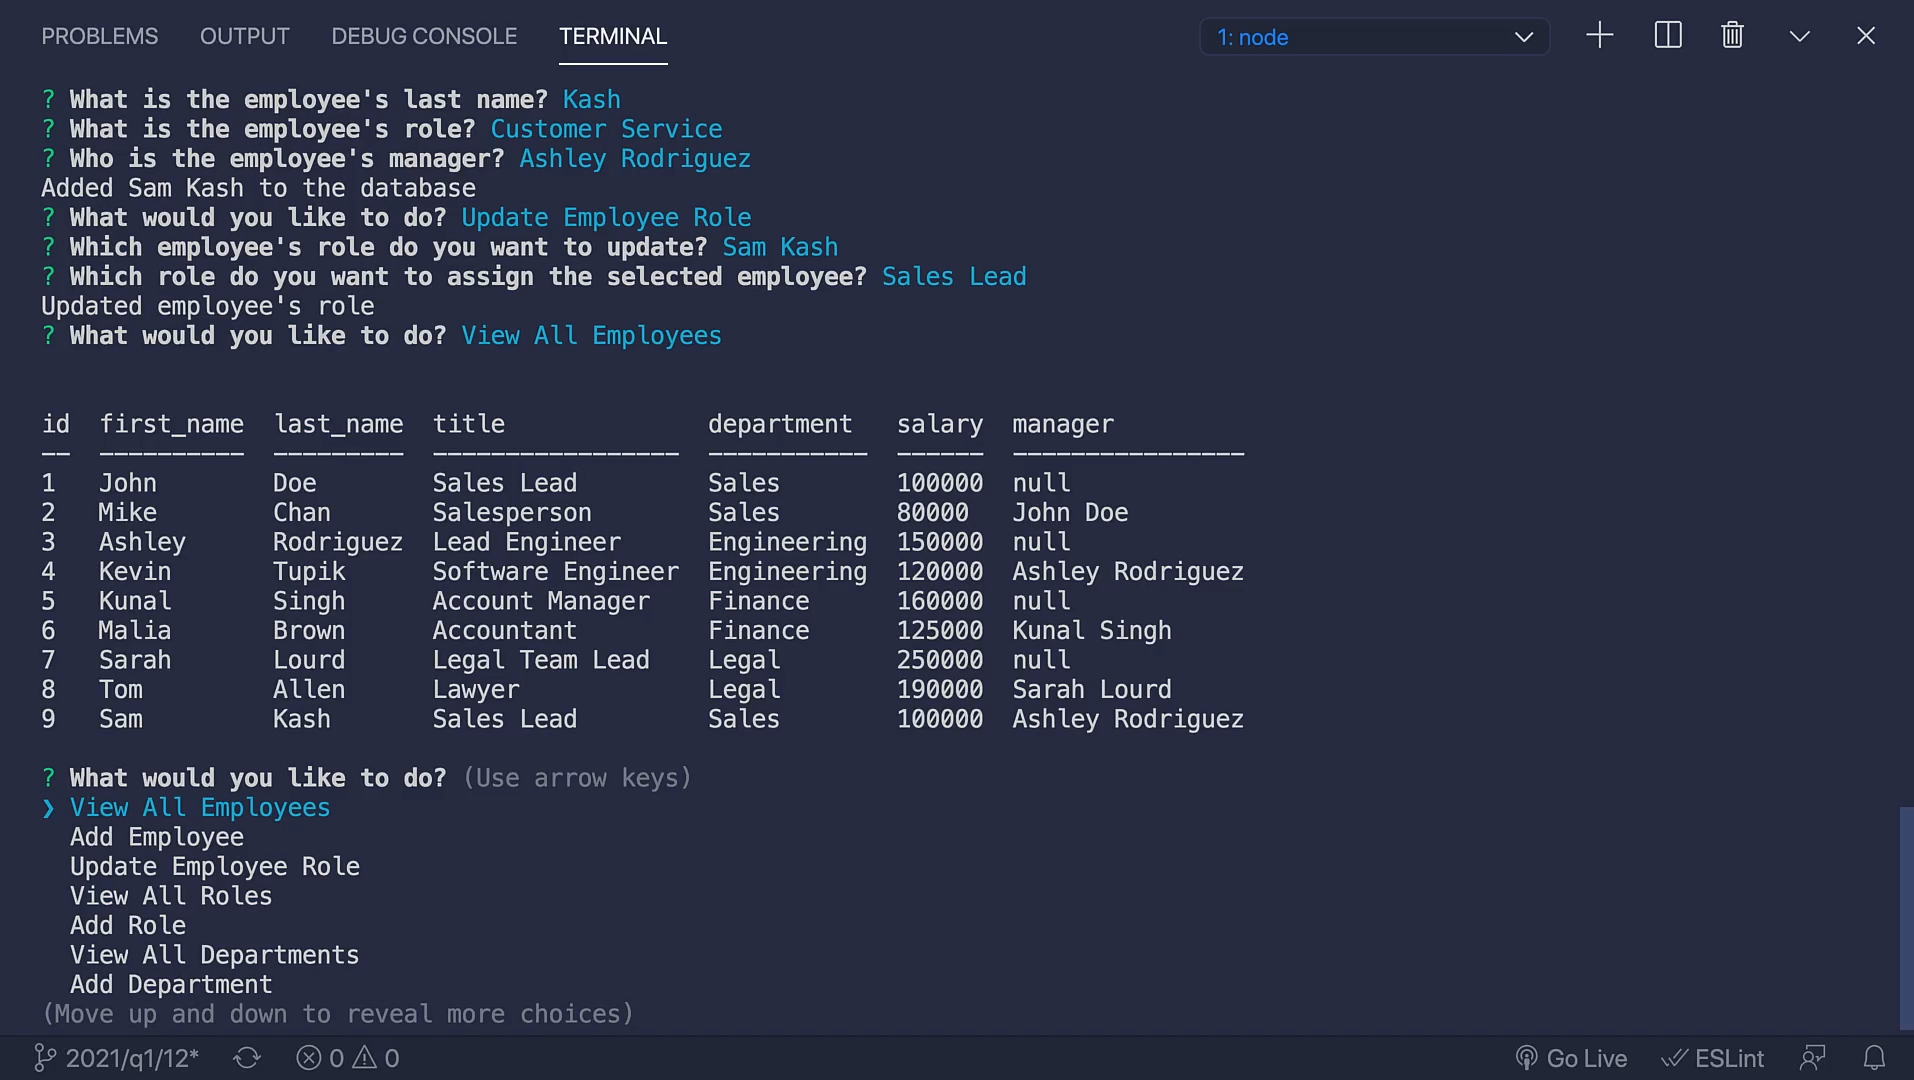 PROBLEMS OUTPUT DEBUG CONSOLE TERMINAL 1: node
? What is the employee's last name? Kash
? What is the employee's role? Customer Service
? Who is the employee's manager? Ashley Rodriguez
Added Sam Kash to the database
? What would you like to do? Update Employee Role
? Which employee's role do you want to update? Sam Kash
? Which role do you want to assign the selected employee? Sales Lead
Updated employee's role
? What would you like to do? View All Employees
id first_name last_name title department salary manager
-- ---------- --------- ----------------- ----------- ------ ----------------
1 John Doe Sales Lead Sales 100000 null
2 Mike Chan Salesperson Sales 80000 John Doe
3 Ashley Rodriguez Lead Engineer Engineering 150000 null
4 Kevin Tupik Software Engineer Engineering 120000 Ashley Rodriguez
5 Kunal Singh Account Manager Finance 160000 null
6 Malia Brown Accountant Finance 125000 Kunal Singh
7 Sarah Lourd Legal Team Lead Legal 250000 null
8 Tom Allen Lawyer Legal 190000 Sarah Lourd
9 Sam Kash Sales Lead Sales 100000 Ashley Rodriguez
? What would you like to do? (Use arrow keys)
❯ View All Employees
Add Employee
Update Employee Role
View All Roles
Add Role
View All Departments
Add Department
(Move up and down to reveal more choices)
2021/q1/12* 0 0 Go Live ESLint